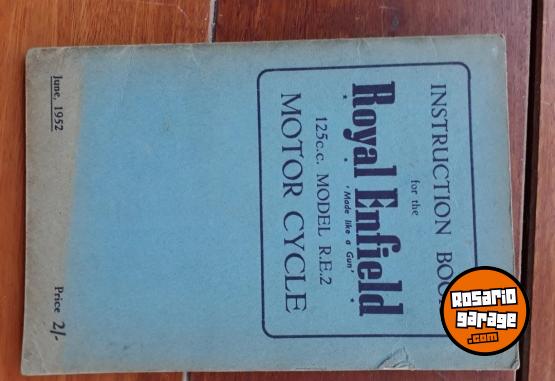 INSTRUCTION BOO
for the
Royal Enfield
'Made like a Gun'
125c.c. MODEL R.E.2
MOTOR CYCLE
June, 1952
Price 2/-
Rosario
garage
.com